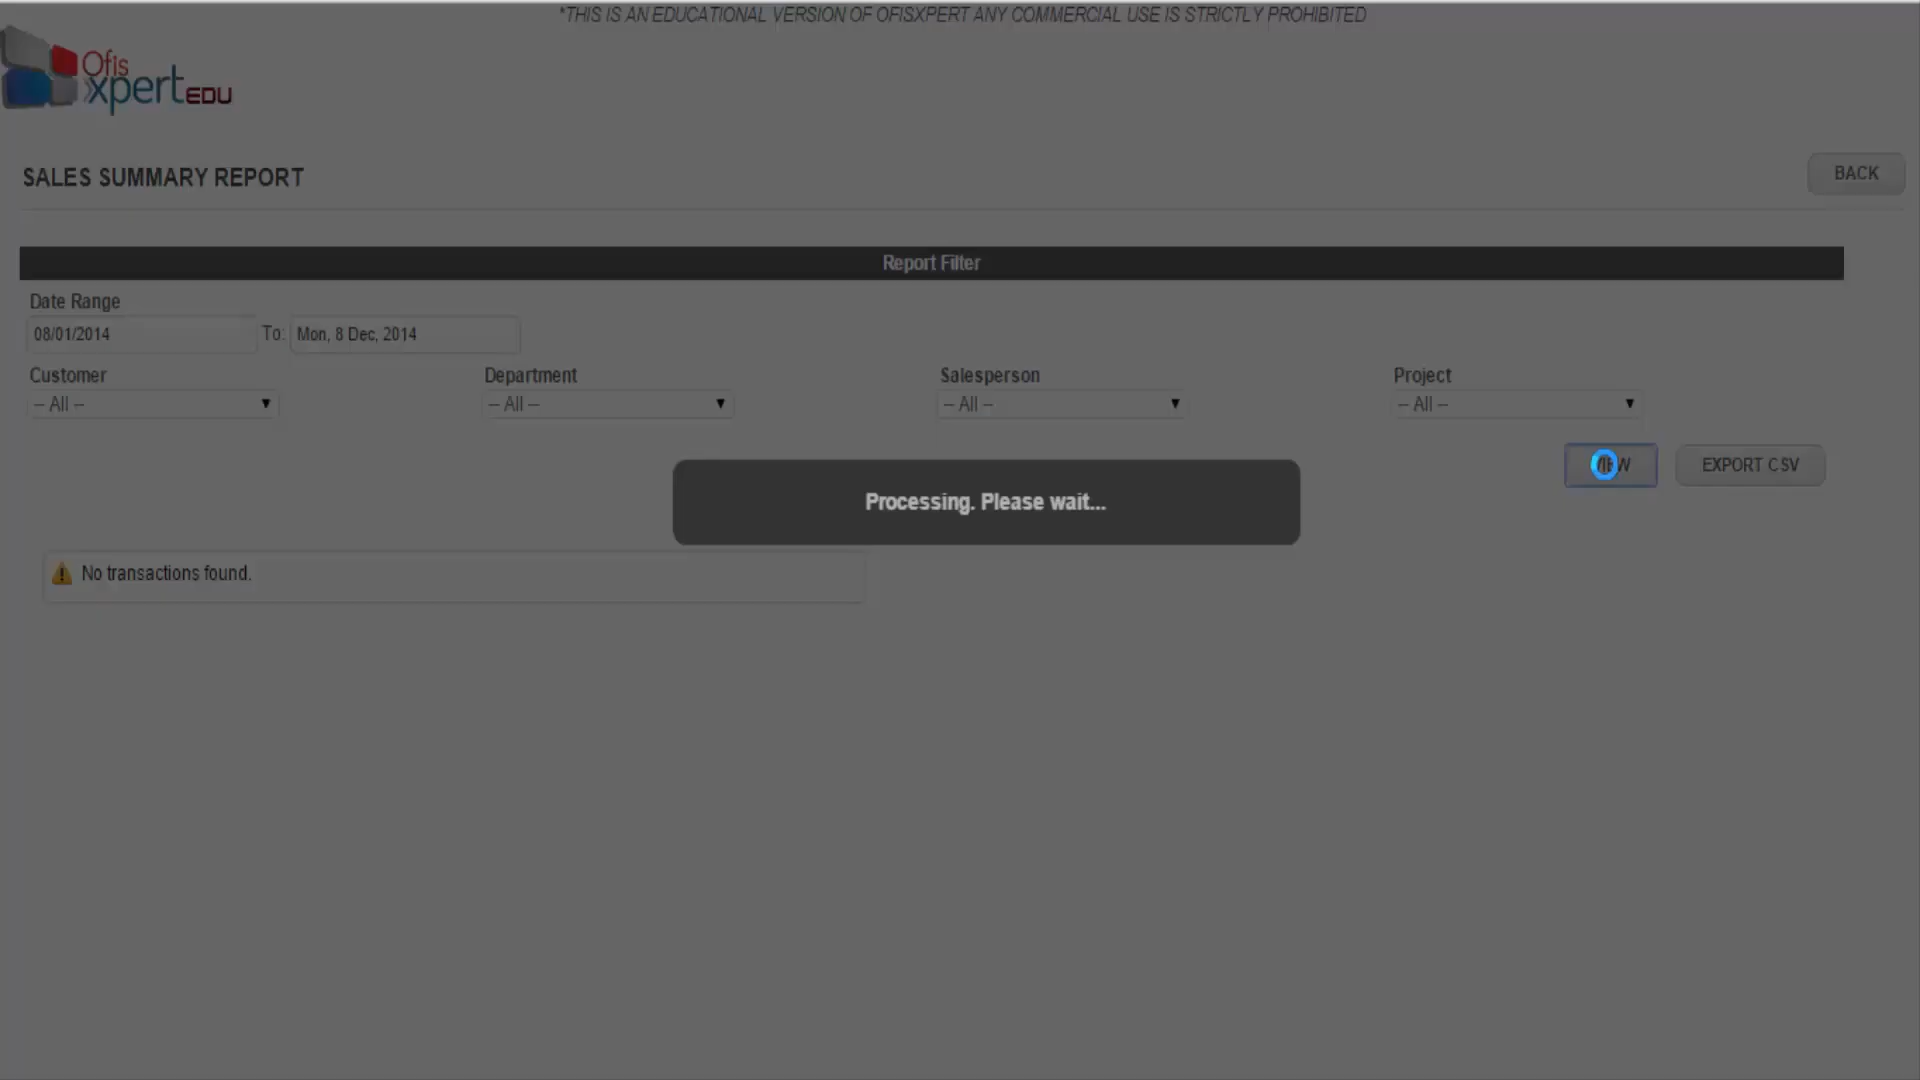 *THIS IS AN EDUCATIONAL VERSION OF OFISXPERT ANY COMMERCIAL USE IS STRICTLY PROHIBITED
Ofis
xpert EDU
SALES SUMMARY REPORT
BACK
Report Filter
Date Range
08/01/2014 To: Mon, 8 Dec, 2014
Customer Department Salesperson Project
-- All -- -- All -- -- All -- -- All --
VIEW EXPORT CSV
Processing. Please wait...
No transactions found.